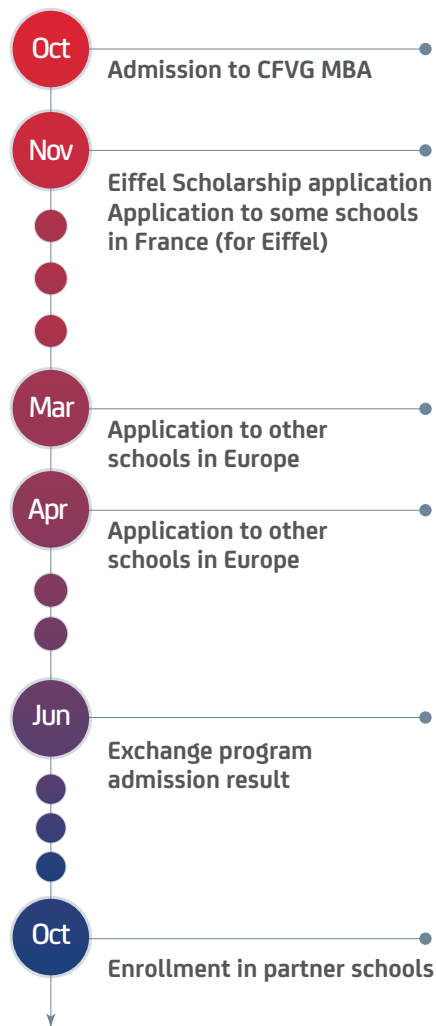 Oct
Admission to CFVG MBA
Nov
Eiffel Scholarship application
Application to some schools
in France (for Eiffel)
Mar
Application to other
schools in Europe
Apr
Application to other
schools in Europe
Jun
Exchange program
admission result
Oct
Enrollment in partner schools